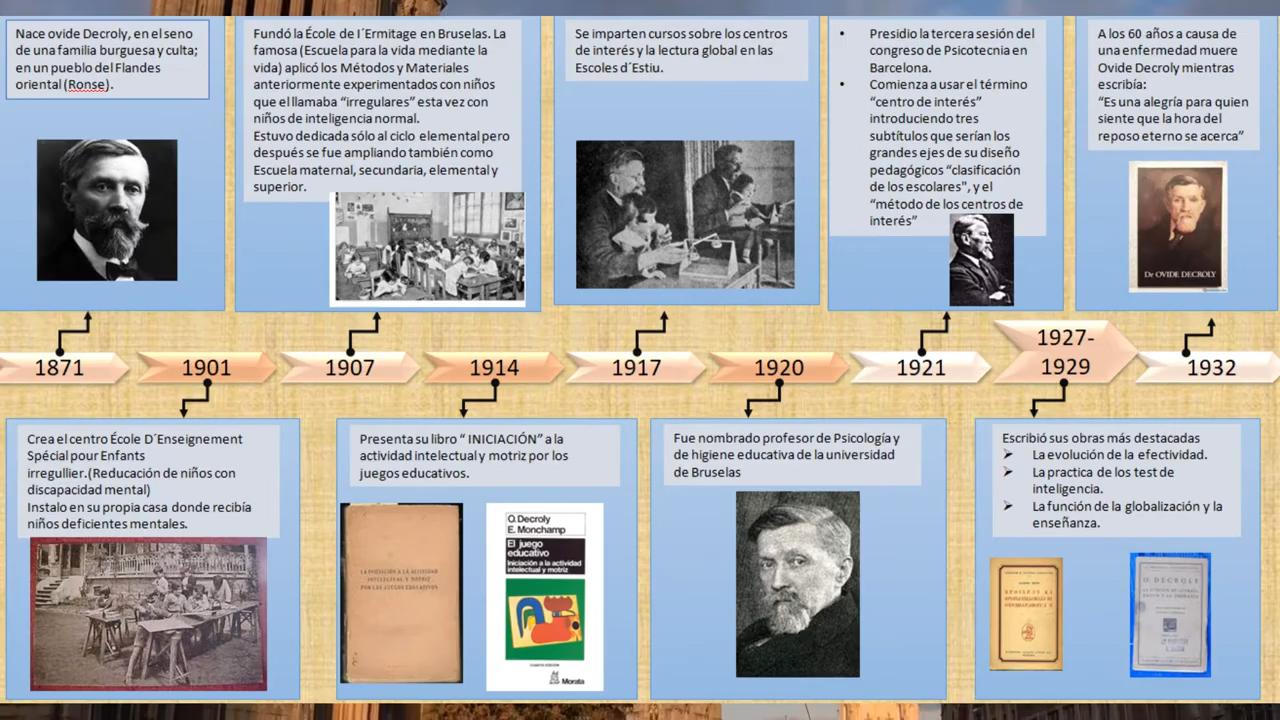 Nace ovide Decroly, en el seno
de una familia burguesa y culta;
en un pueblo del Flandes
oriental (Ronse).
Fundó la École de I´Ermitage en Bruselas. La
famosa (Escuela para la vida mediante la
vida) aplicó los Métodos y Materiales
anteriormente experimentados con niños
que el llamaba “irregulares” esta vez con
niños de inteligencia normal.
Estuvo dedicada sólo al ciclo elemental pero
después se fue ampliando también como
Escuela maternal, secundaria, elemental y
superior.
Se imparten cursos sobre los centros
de interés y la lectura global en las
Escoles d´Estiu.
• Presidio la tercera sesión del
congreso de Psicotecnia en
Barcelona.
• Comienza a usar el término
“centro de interés”
introduciendo tres
subtítulos que serían los
grandes ejes de su diseño
pedagógicos “clasificación
de los escolares", y el
“método de los centros de
interés”
A los 60 años a causa de
una enfermedad muere
Ovide Decroly mientras
escribía:
“Es una alegría para quien
siente que la hora del
reposo eterno se acerca”
Dr OVIDE DECROLY
1871
1901
1907
1914
1917
1920
1921
1927-
1929
1932
Crea el centro École D´Enseignement
Spécial pour Enfants
irregullier.(Reducación de niños con
discapacidad mental)
Instalo en su propia casa donde recibía
niños deficientes mentales.
Presenta su libro “ INICIACIÓN” a la
actividad intelectual y motriz por los
juegos educativos.
LA INICIACIÓN A LA ACTIVIDAD
INTELECTUAL Y MOTRIZ
POR LOS JUEGOS EDUCATIVOS
O. Decroly
E. Monchamp
El juego
educativo
Iniciación a la actividad
intelectual y motriz
CUARTA EDICIÓN
Morata
Fue nombrado profesor de Psicología y
de higiene educativa de la universidad
de Bruselas
Escribió sus obras más destacadas
➢ La evolución de la efectividad.
➢ La practica de los test de
inteligencia.
➢ La función de la globalización y la
enseñanza.
O. DECROLY